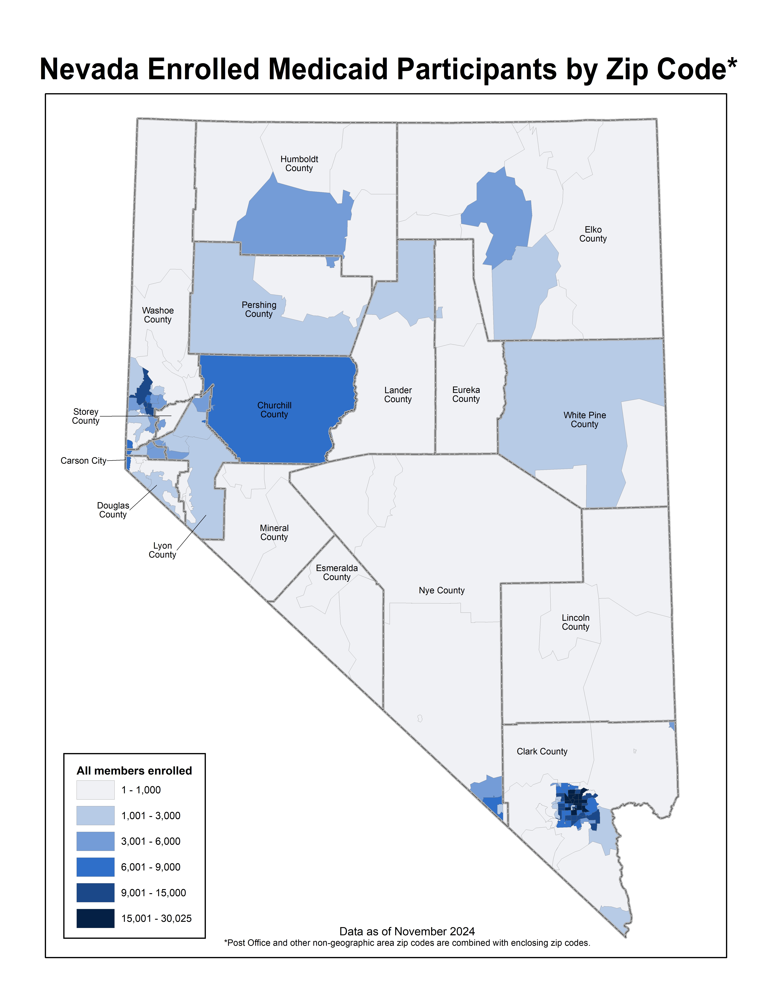 Nevada Enrolled Medicaid Participants by Zip Code*
Humboldt
County
Elko
County
Pershing
County
Washoe
County
Lander
County
Eureka
County
Churchill
County
Storey
County
White Pine
County
Carson City
Douglas
County
Mineral
County
Lyon
County
Esmeralda
County
Nye County
Lincoln
County
Clark County
All members enrolled
1 - 1,000
1,001 - 3,000
3,001 - 6,000
6,001 - 9,000
9,001 - 15,000
15,001 - 30,025
Data as of November 2024
*Post Office and other non-geographic area zip codes are combined with enclosing zip codes.